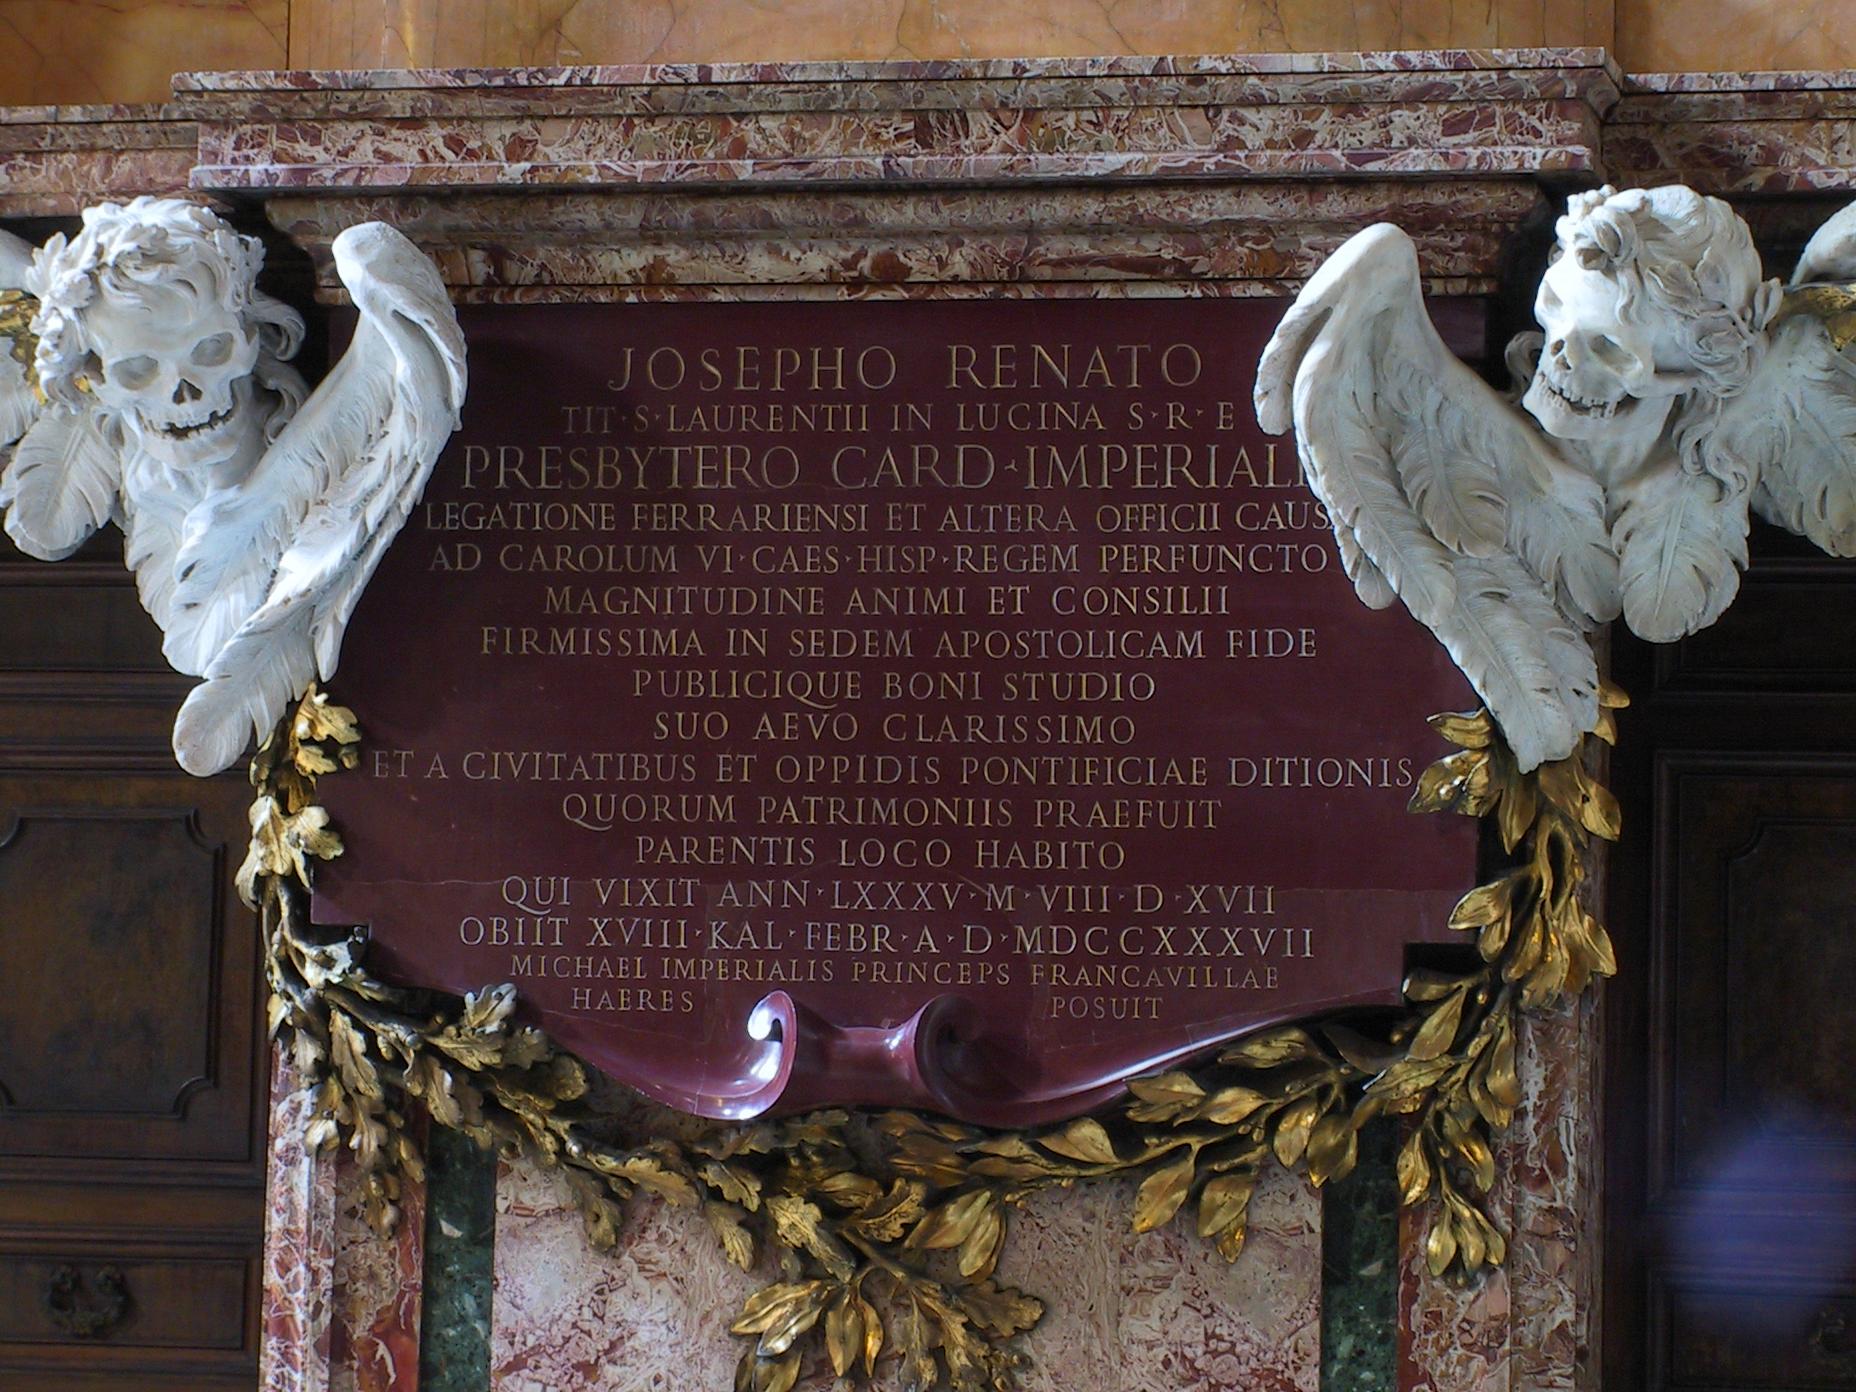 JOSEPHO RENATO
TIT·S·LAURENTII IN LUCINA S·R·E
PRESBYTERO CARD·IMPERIALI
LEGATIONE FERRARIENSI ET ALTERA OFFICII CAUSA
AD CAROLUM VI·CAES·HISP·REGEM PERFUNCTO
MAGNITUDINE ANIMI ET CONSILII
FIRMISSIMA IN SEDEM APOSTOLICAM FIDE
PUBLICIQUE BONI STUDIO
SUO AEVO CLARISSIMO
ET A CIVITATIBUS ET OPPIDIS PONTIFICIAE DITIONIS
QUORUM PATRIMONIIS PRAEFUIT
PARENTIS LOCO HABITO
QUI VIXIT ANN·LXXXV·M·VIII·D·XVII
OBIIT XVIII·KAL·FEBR·A·D·MDCCXXXVII
MICHAEL IMPERIALIS PRINCEPS FRANCAVILLAE
HAERES POSUIT